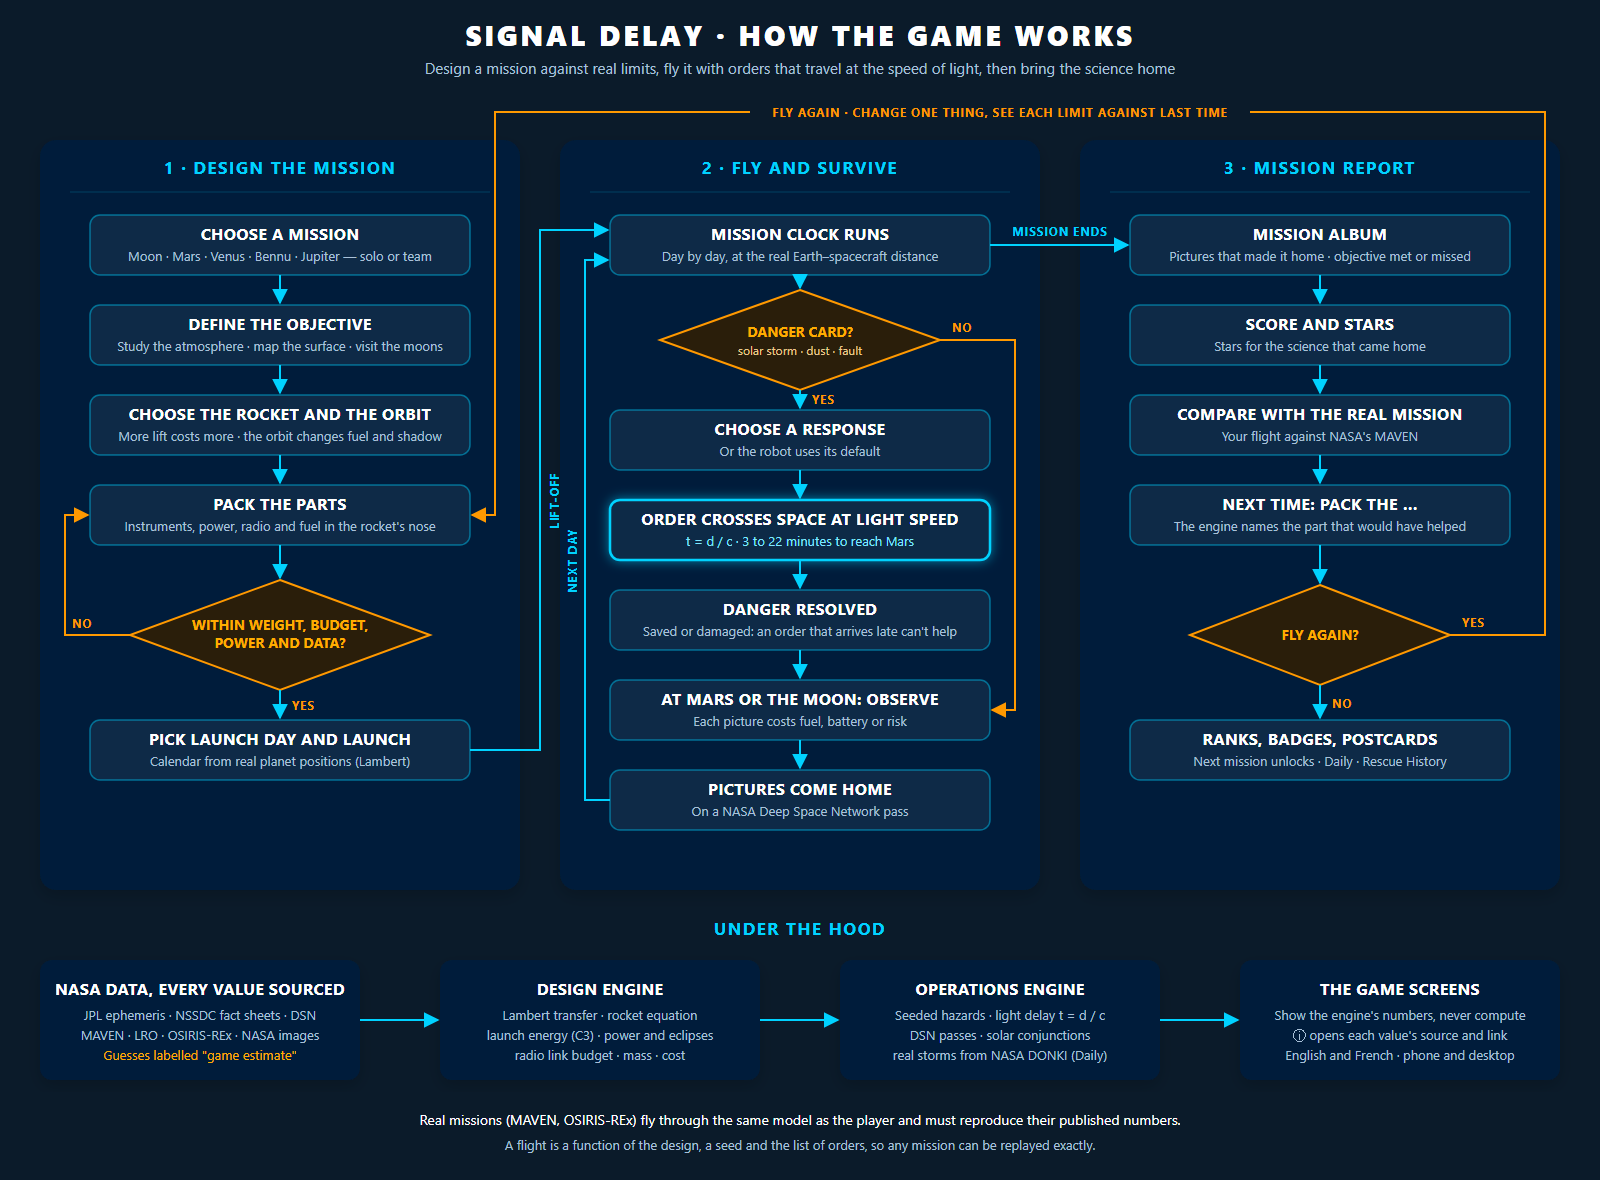 SIGNAL DELAY · HOW THE GAME WORKS
Design a mission against real limits, fly it with orders that travel at the speed of light, then bring the science home
FLY AGAIN · CHANGE ONE THING, SEE EACH LIMIT AGAINST LAST TIME
1 · DESIGN THE MISSION
CHOOSE A MISSION
Moon · Mars · Venus · Bennu · Jupiter — solo or team
DEFINE THE OBJECTIVE
Study the atmosphere · map the surface · visit the moons
CHOOSE THE ROCKET AND THE ORBIT
More lift costs more · the orbit changes fuel and shadow
PACK THE PARTS
Instruments, power, radio and fuel in the rocket's nose
WITHIN WEIGHT, BUDGET,
POWER AND DATA?
NO
YES
PICK LAUNCH DAY AND LAUNCH
Calendar from real planet positions (Lambert)
LIFT-OFF
NEXT DAY
2 · FLY AND SURVIVE
MISSION CLOCK RUNS
Day by day, at the real Earth–spacecraft distance
DANGER CARD?
solar storm · dust · fault
NO
YES
CHOOSE A RESPONSE
Or the robot uses its default
ORDER CROSSES SPACE AT LIGHT SPEED
t = d / c · 3 to 22 minutes to reach Mars
DANGER RESOLVED
Saved or damaged: an order that arrives late can't help
AT MARS OR THE MOON: OBSERVE
Each picture costs fuel, battery or risk
PICTURES COME HOME
On a NASA Deep Space Network pass
MISSION ENDS
3 · MISSION REPORT
MISSION ALBUM
Pictures that made it home · objective met or missed
SCORE AND STARS
Stars for the science that came home
COMPARE WITH THE REAL MISSION
Your flight against NASA's MAVEN
NEXT TIME: PACK THE ...
The engine names the part that would have helped
FLY AGAIN?
YES
NO
RANKS, BADGES, POSTCARDS
Next mission unlocks · Daily · Rescue History
UNDER THE HOOD
NASA DATA, EVERY VALUE SOURCED
JPL ephemeris · NSSDC fact sheets · DSN
MAVEN · LRO · OSIRIS-REx · NASA images
Guesses labelled "game estimate"
DESIGN ENGINE
Lambert transfer · rocket equation
launch energy (C3) · power and eclipses
radio link budget · mass · cost
OPERATIONS ENGINE
Seeded hazards · light delay t = d / c
DSN passes · solar conjunctions
real storms from NASA DONKI (Daily)
THE GAME SCREENS
Show the engine's numbers, never compute
ⓘ opens each value's source and link
English and French · phone and desktop
Real missions (MAVEN, OSIRIS-REx) fly through the same model as the player and must reproduce their published numbers.
A flight is a function of the design, a seed and the list of orders, so any mission can be replayed exactly.